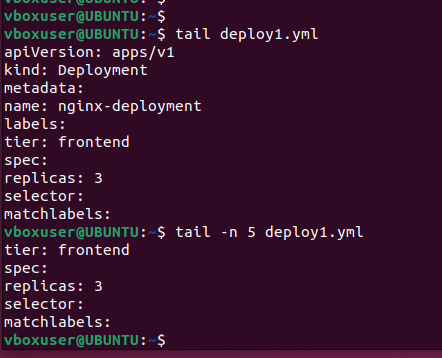 vboxuser@UBUNTU:~$
vboxuser@UBUNTU:~$
vboxuser@UBUNTU:~$ tail deploy1.yml
apiVersion: apps/v1
kind: Deployment
metadata:
name: nginx-deployment
labels:
tier: frontend
spec:
replicas: 3
selector:
matchlabels:
vboxuser@UBUNTU:~$ tail -n 5 deploy1.yml
tier: frontend
spec:
replicas: 3
selector:
matchlabels:
vboxuser@UBUNTU:~$